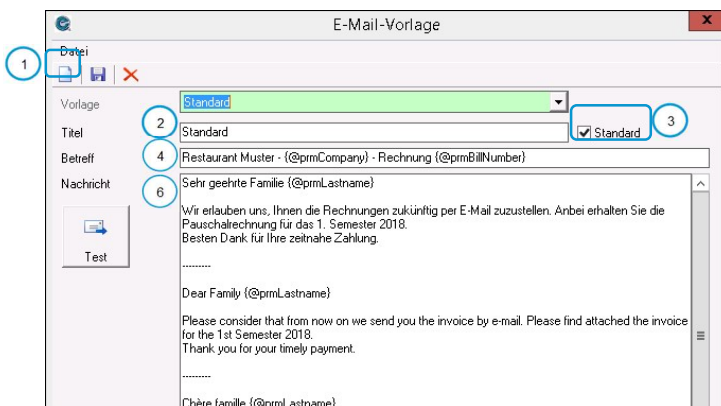 E-Mail-Vorlage
x
Datei
1
Vorlage
Standard
Titel
2
Standard
Standard
3
Betreff
4
Restaurant Muster - {@prmCompany} - Rechnung {@prmBillNumber}
Nachricht
6
Sehr geehrte Familie {@prmLastname}
Wir erlauben uns, Ihnen die Rechnungen zukünftig per E-Mail zuzustellen. Anbei erhalten Sie die
Pauschalrechnung für das 1. Semester 2018.
Besten Dank für Ihre zeitnahe Zahlung.
Test
---------
Dear Family {@prmLastname}
Please consider that from now on we send you the invoice by e-mail. Please find attached the invoice
for the 1st Semester 2018.
Thank you for your timely payment.
---------
Chère famille {@prmLastname}